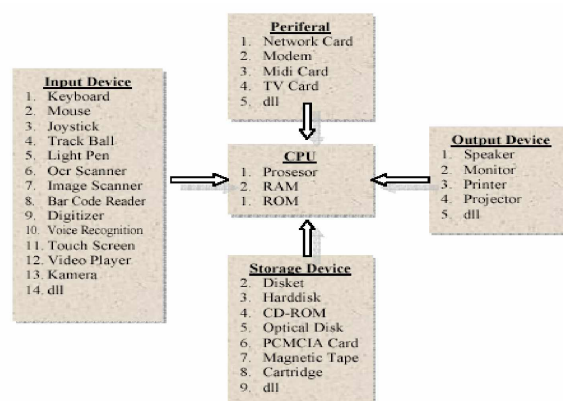 Periferal
1. Network Card
2. Modem
3. Midi Card
4. TV Card
5. dll
Input Device
1. Keyboard
2. Mouse
3. Joystick
4. Track Ball
5. Light Pen
6. Ocr Scanner
7. Image Scanner
8. Bar Code Reader
9. Digitizer
10. Voice Recognition
11. Touch Screen
12. Video Player
13. Kamera
14. dll
CPU
1. Prosesor
2. RAM
1. ROM
Output Device
1. Speaker
2. Monitor
3. Printer
4. Projector
5. dll
Storage Device
2. Disket
3. Harddisk
4. CD-ROM
5. Optical Disk
6. PCMCIA Card
7. Magnetic Tape
8. Cartridge
9. dll